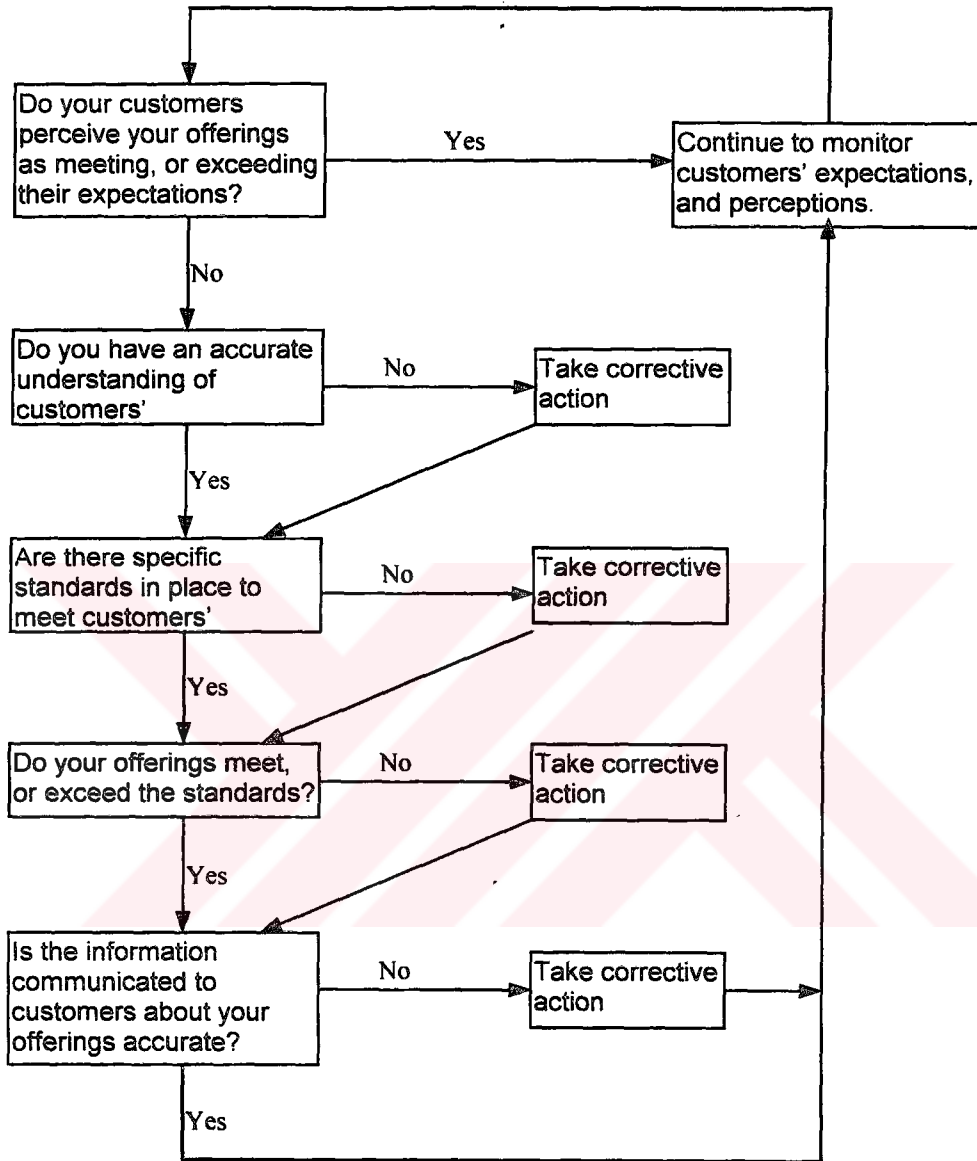 Do your customers
perceive your offerings
as meeting, or exceeding
their expectations?
Yes
Continue to monitor
customers' expectations,
and perceptions.
No
Do you have an accurate
understanding of
customers'
No
Take corrective
action
Yes
Are there specific
standards in place to
meet customers'
No
Take corrective
action
Yes
Do your offerings meet,
or exceed the standards?
No
Take corrective
action
Yes
Is the information
communicated to
customers about your
offerings accurate?
No
Take corrective
action
Yes